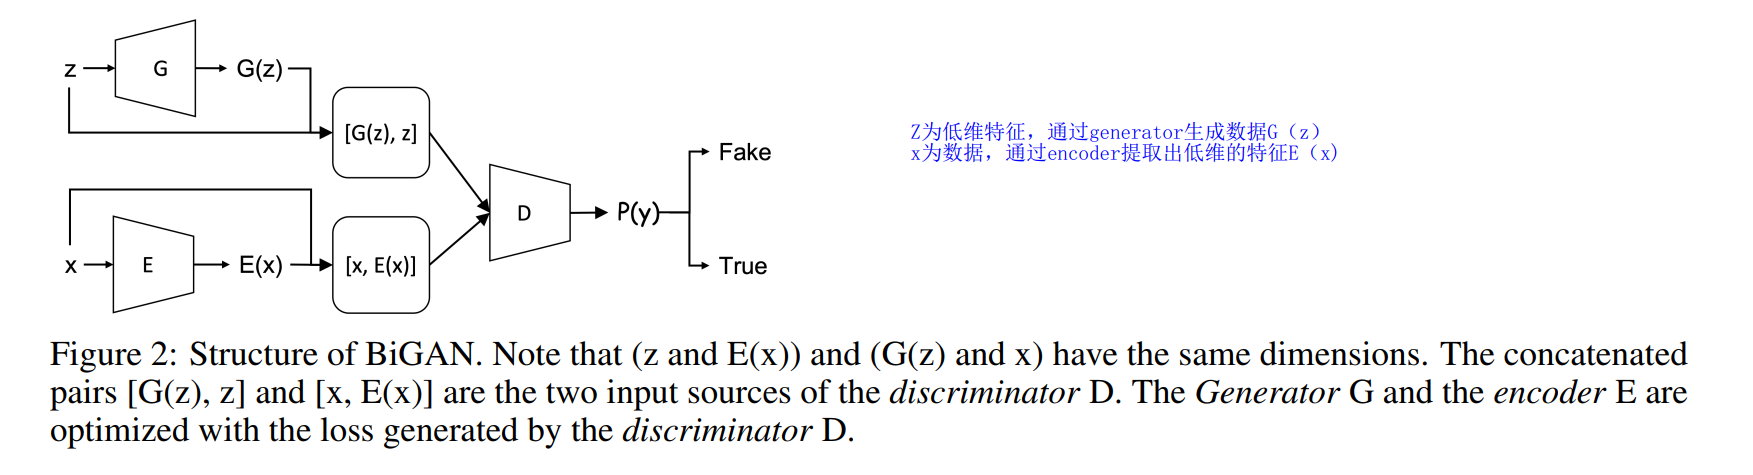 z
G
G(z)
[G(z), z]
x
E
E(x)
[x, E(x)]
D
P(y)
Fake
True
Z为低维特征，通过generator生成数据G（z）
x为数据，通过encoder提取出低维的特征E（x)
Figure 2: Structure of BiGAN. Note that (z and E(x)) and (G(z) and x) have the same dimensions. The concatenated
pairs [G(z), z] and [x, E(x)] are the two input sources of the discriminator D. The Generator G and the encoder E are
optimized with the loss generated by the discriminator D.